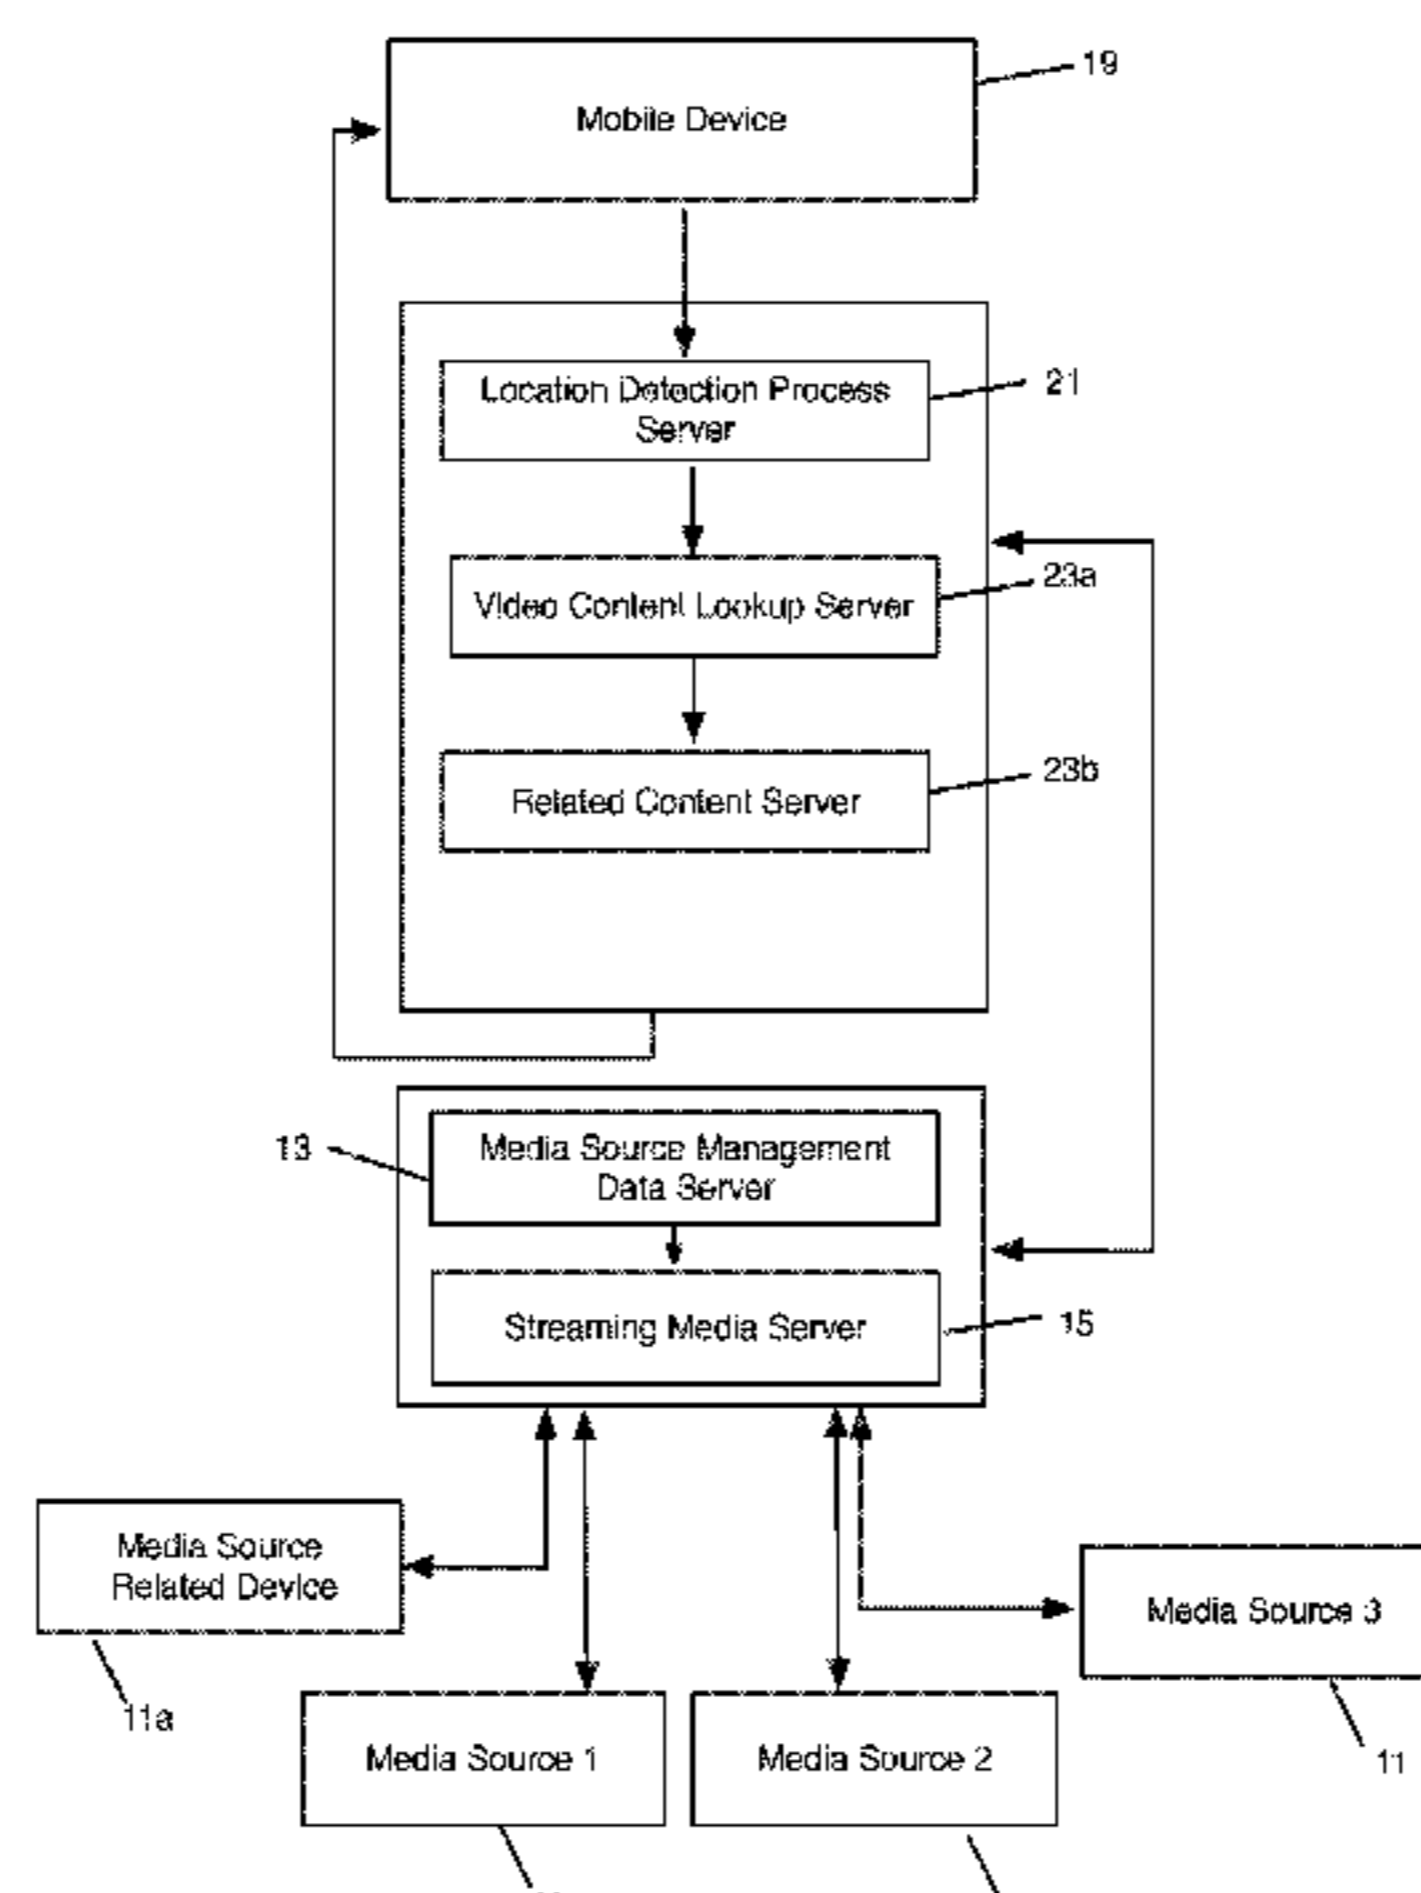 19
Mobile Device
Location Detection Process
Server
21
Video Content Lookup Server
23a
Related Content Server
23b
13
Media Source Management
Data Server
Streaming Media Server
15
Media Source
Related Device
11a
Media Source 3
11
Media Source 1
Media Source 2